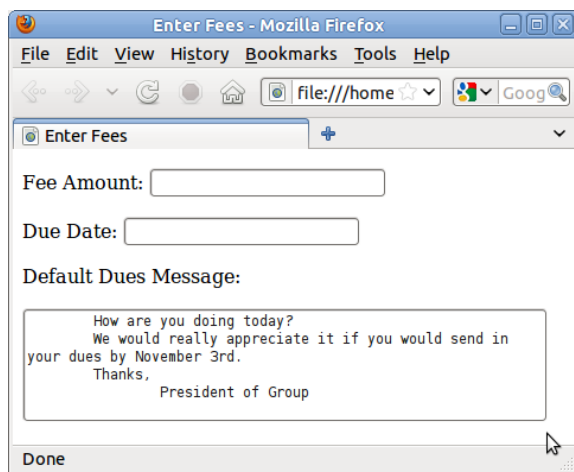 Enter Fees - Mozilla Firefox
File Edit View History Bookmarks Tools Help
file:///home Goog
Enter Fees
Fee Amount:
Due Date:
Default Dues Message:
How are you doing today?
We would really appreciate it if you would send in
your dues by November 3rd.
Thanks,
President of Group
Done